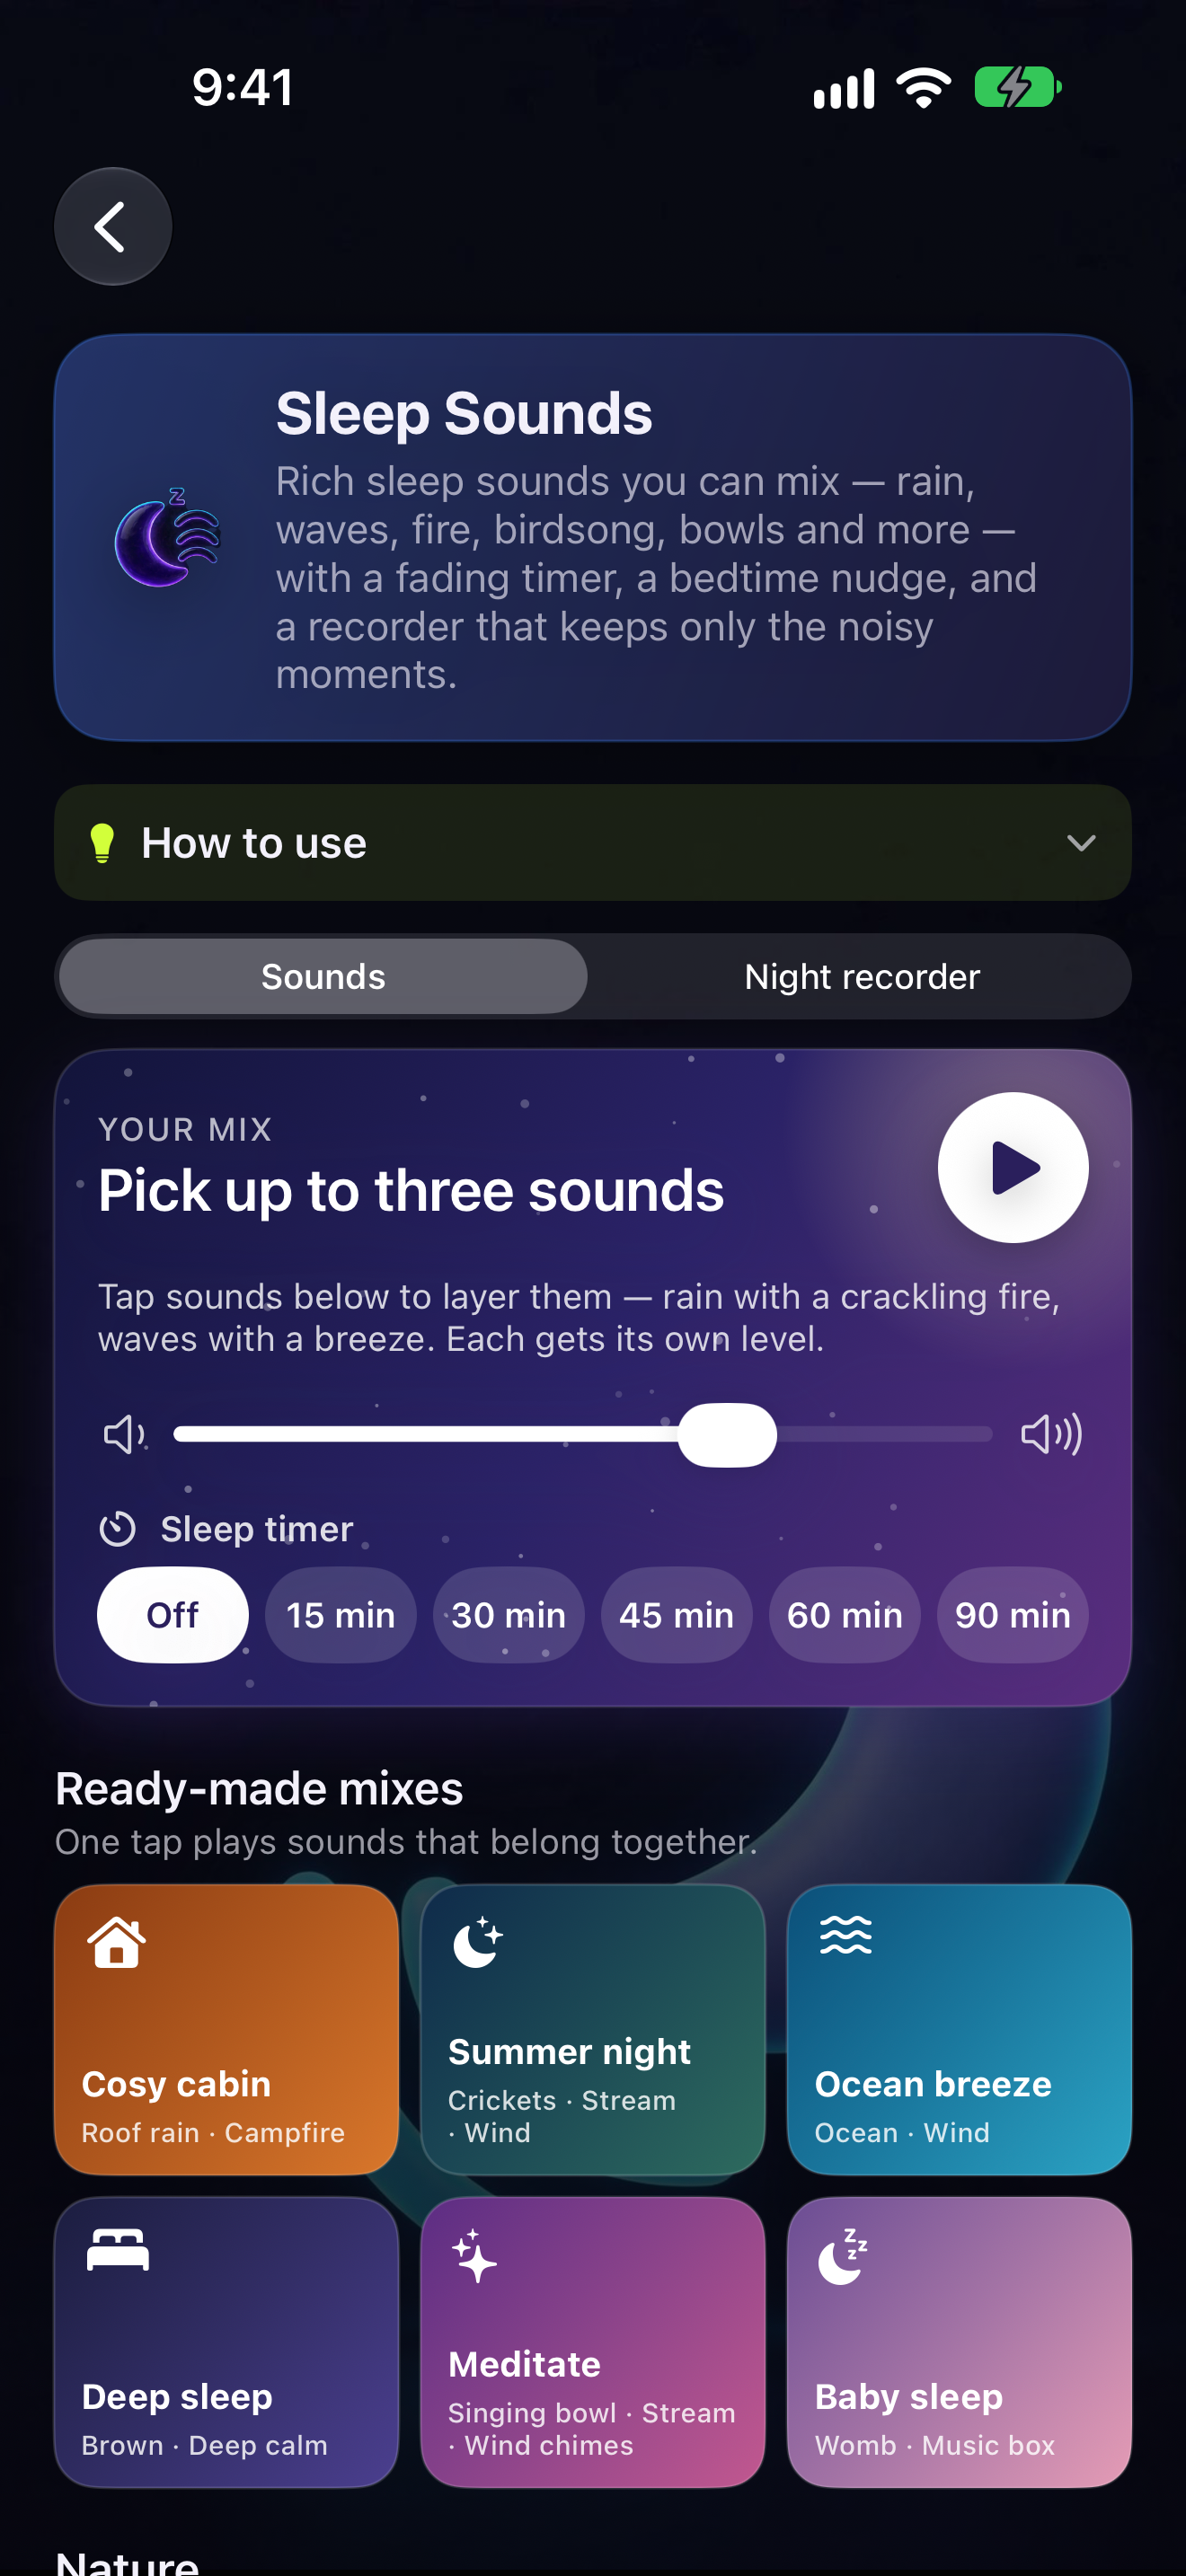 9:41
Sleep Sounds
Rich sleep sounds you can mix — rain,
waves, fire, birdsong, bowls and more —
with a fading timer, a bedtime nudge, and
a recorder that keeps only the noisy
moments.
How to use
Sounds
Night recorder
YOUR MIX
Pick up to three sounds
Tap sounds below to layer them — rain with a crackling fire,
waves with a breeze. Each gets its own level.
Sleep timer
Off
15 min
30 min
45 min
60 min
90 min
Ready-made mixes
One tap plays sounds that belong together.
Cosy cabin
Roof rain · Campfire
Summer night
Crickets · Stream
· Wind
Ocean breeze
Ocean · Wind
Deep sleep
Brown · Deep calm
Meditate
Singing bowl · Stream
· Wind chimes
Baby sleep
Womb · Music box
Nature